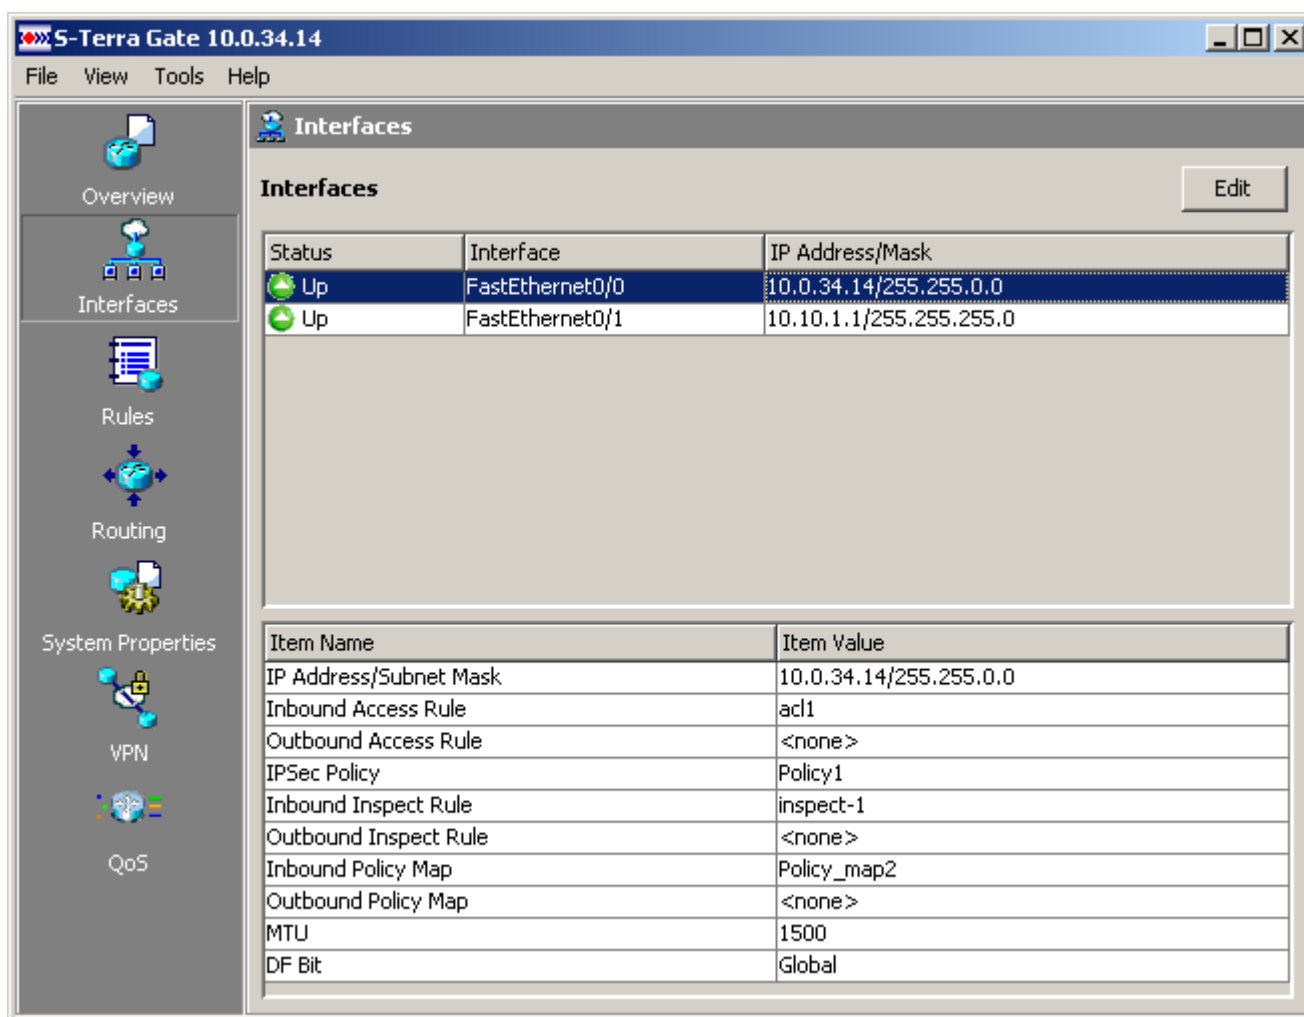 S-Terra Gate 10.0.34.14
File View Tools Help
Overview
Interfaces
Rules
Routing
System Properties
VPN
QoS
Interfaces
Interfaces
Edit
Status Interface IP Address/Mask
Up FastEthernet0/0 10.0.34.14/255.255.0.0
Up FastEthernet0/1 10.10.1.1/255.255.255.0
Item Name Item Value
IP Address/Subnet Mask 10.0.34.14/255.255.0.0
Inbound Access Rule acl1
Outbound Access Rule <none>
IPSec Policy Policy1
Inbound Inspect Rule inspect-1
Outbound Inspect Rule <none>
Inbound Policy Map Policy_map2
Outbound Policy Map <none>
MTU 1500
DF Bit Global